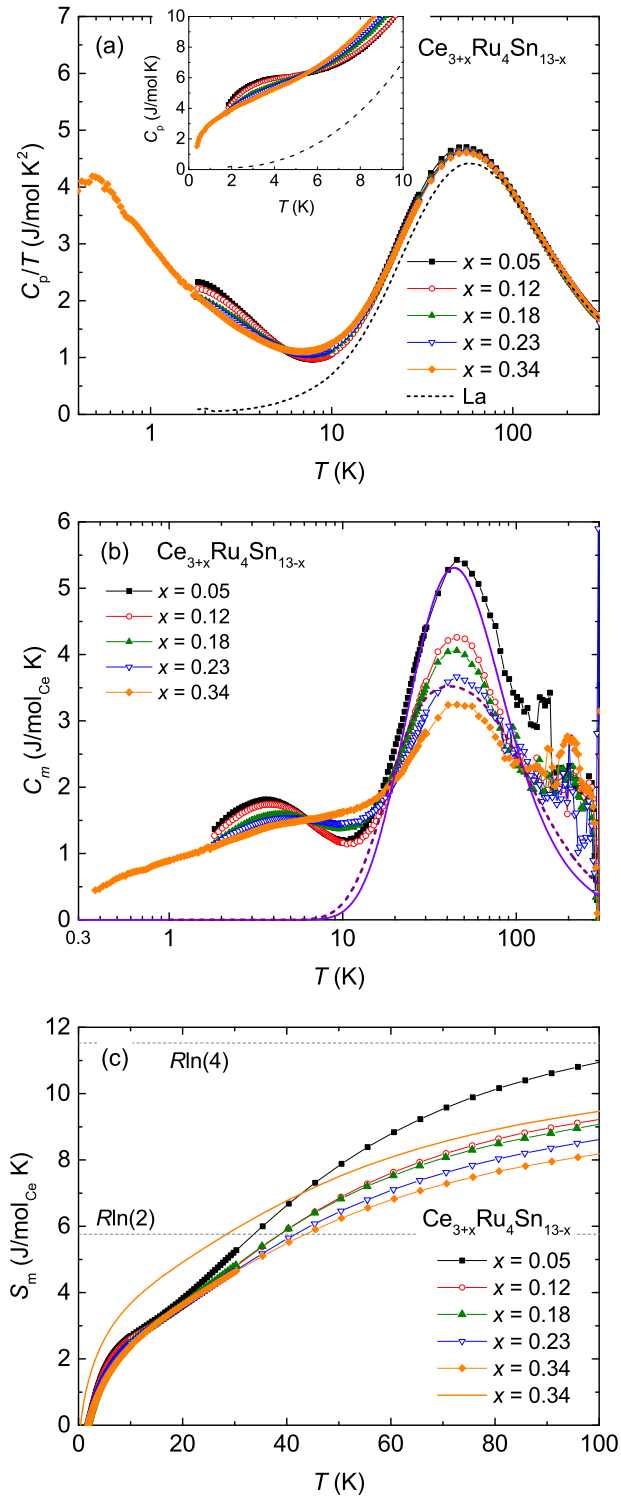 (a)
Ce3+xRu4Sn13-x
Cp/T (J/mol K2)
7
6
5
4
3
2
1
0
1
10
100
T (K)
Cp (J/mol K)
10
8
6
4
2
0
0
2
4
6
8
10
T (K)
x = 0.05
x = 0.12
x = 0.18
x = 0.23
x = 0.34
La
(b)
Ce3+xRu4Sn13-x
x = 0.05
x = 0.12
x = 0.18
x = 0.23
x = 0.34
Cm (J/molCe K)
6
5
4
3
2
1
0
0.3
1
10
100
T (K)
(c)
Rln(4)
Rln(2)
Sm (J/molCe K)
12
11
10
8
6
4
2
0
0
20
40
60
80
100
T (K)
Ce3+xRu4Sn13-x
x = 0.05
x = 0.12
x = 0.18
x = 0.23
x = 0.34
x = 0.34